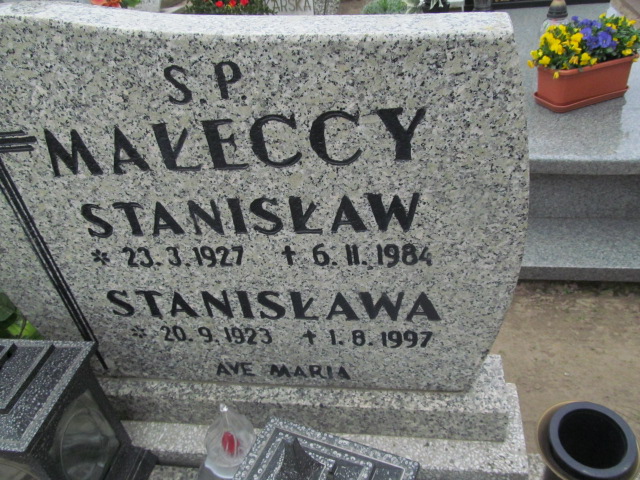 Ś.P.
MAŁECCY
STANISŁAW
* 23.3.1927 † 6.11.1984
STANISŁAWA
* 20.9.1923 † 1.8.1997
AVE MARIA